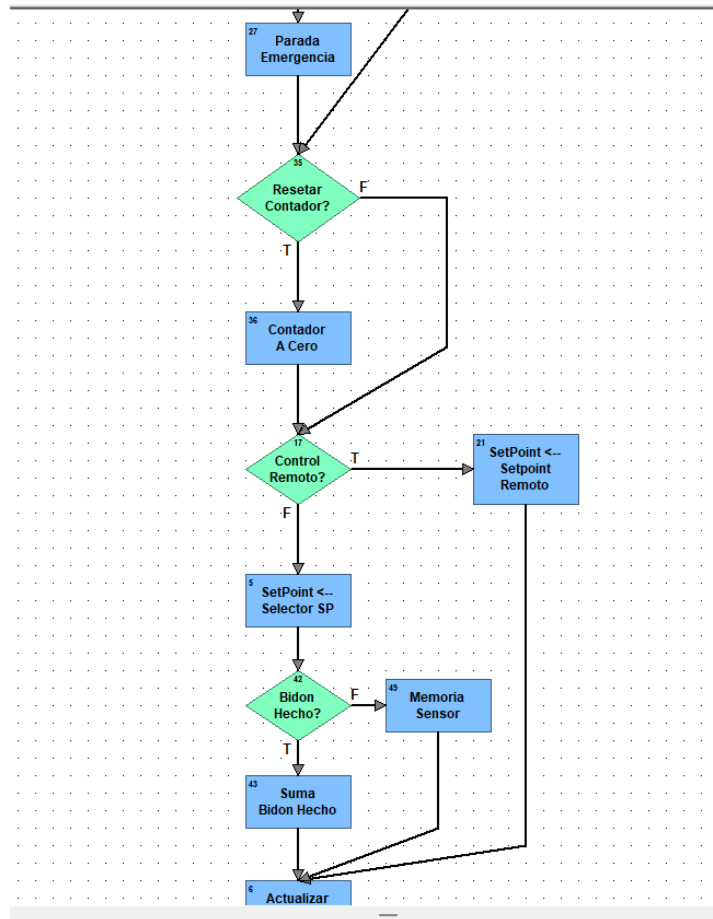 27
Parada
Emergencia
35
Resetar
Contador?
F
T
36
Contador
A Cero
17
Control
Remoto?
T
F
21
SetPoint <--
Setpoint
Remoto
5
SetPoint <--
Selector SP
42
Bidon
Hecho?
F
T
49
Memoria
Sensor
43
Suma
Bidon Hecho
6
Actualizar